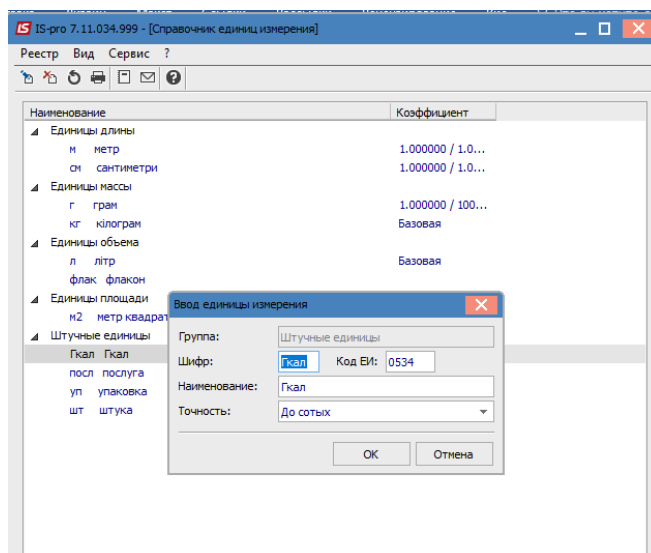 IS-pro 7.11.034.999 - [Справочник единиц измерения]
Реестр Вид Сервис ?
Наименование Коэффициент
Единицы длины
м метр 1.000000 / 1.0...
см сантиметри 1.000000 / 1.0...
Единицы массы
г грам 1.000000 / 100...
кг кілограм Базовая
Единицы объема
л літр Базовая
флак флакон
Единицы площади
м2 метр квадрат
Штучные единицы
Гкал Гкал
посл послуга
уп упаковка
шт штука
Ввод единицы измерения
Группа: Штучные единицы
Шифр: Гкал Код ЕИ: 0534
Наименование: Гкал
Точность: До сотых
ОК Отмена